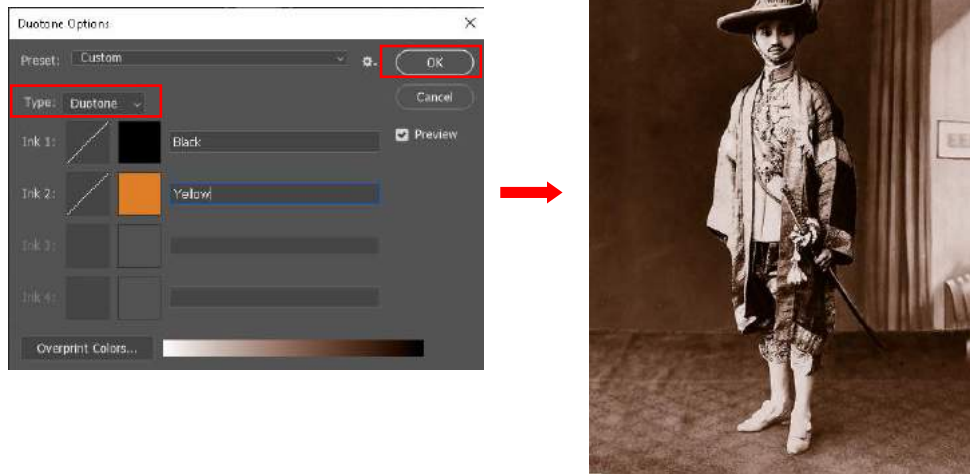 Duotone Options
Preset: Custom
OK
Type: Duotone
Cancel
Ink 1: Black
Preview
Ink 2: Yellow
Ink 3:
Ink 4:
Overprint Colors...